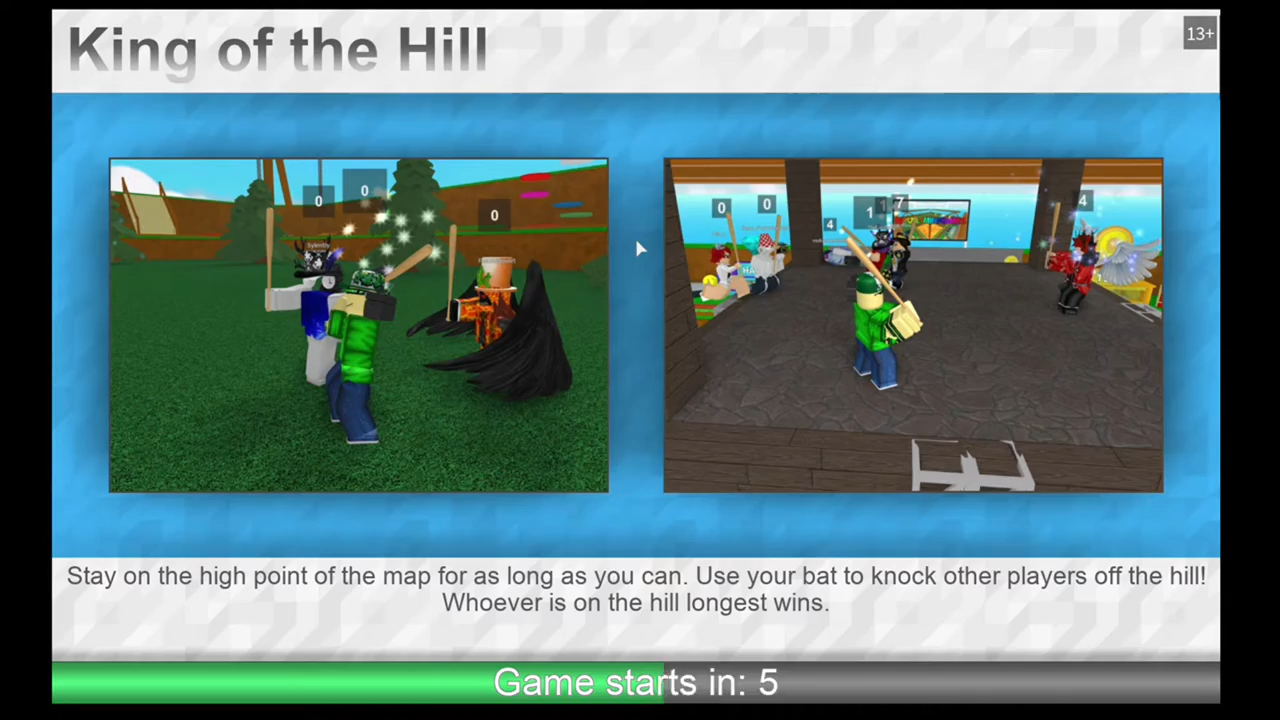 King of the Hill
13+
0
0
0
0
0
4
1
1
7
4
Stay on the high point of the map for as long as you can. Use your bat to knock other players off the hill!
Whoever is on the hill longest wins.
Game starts in: 5